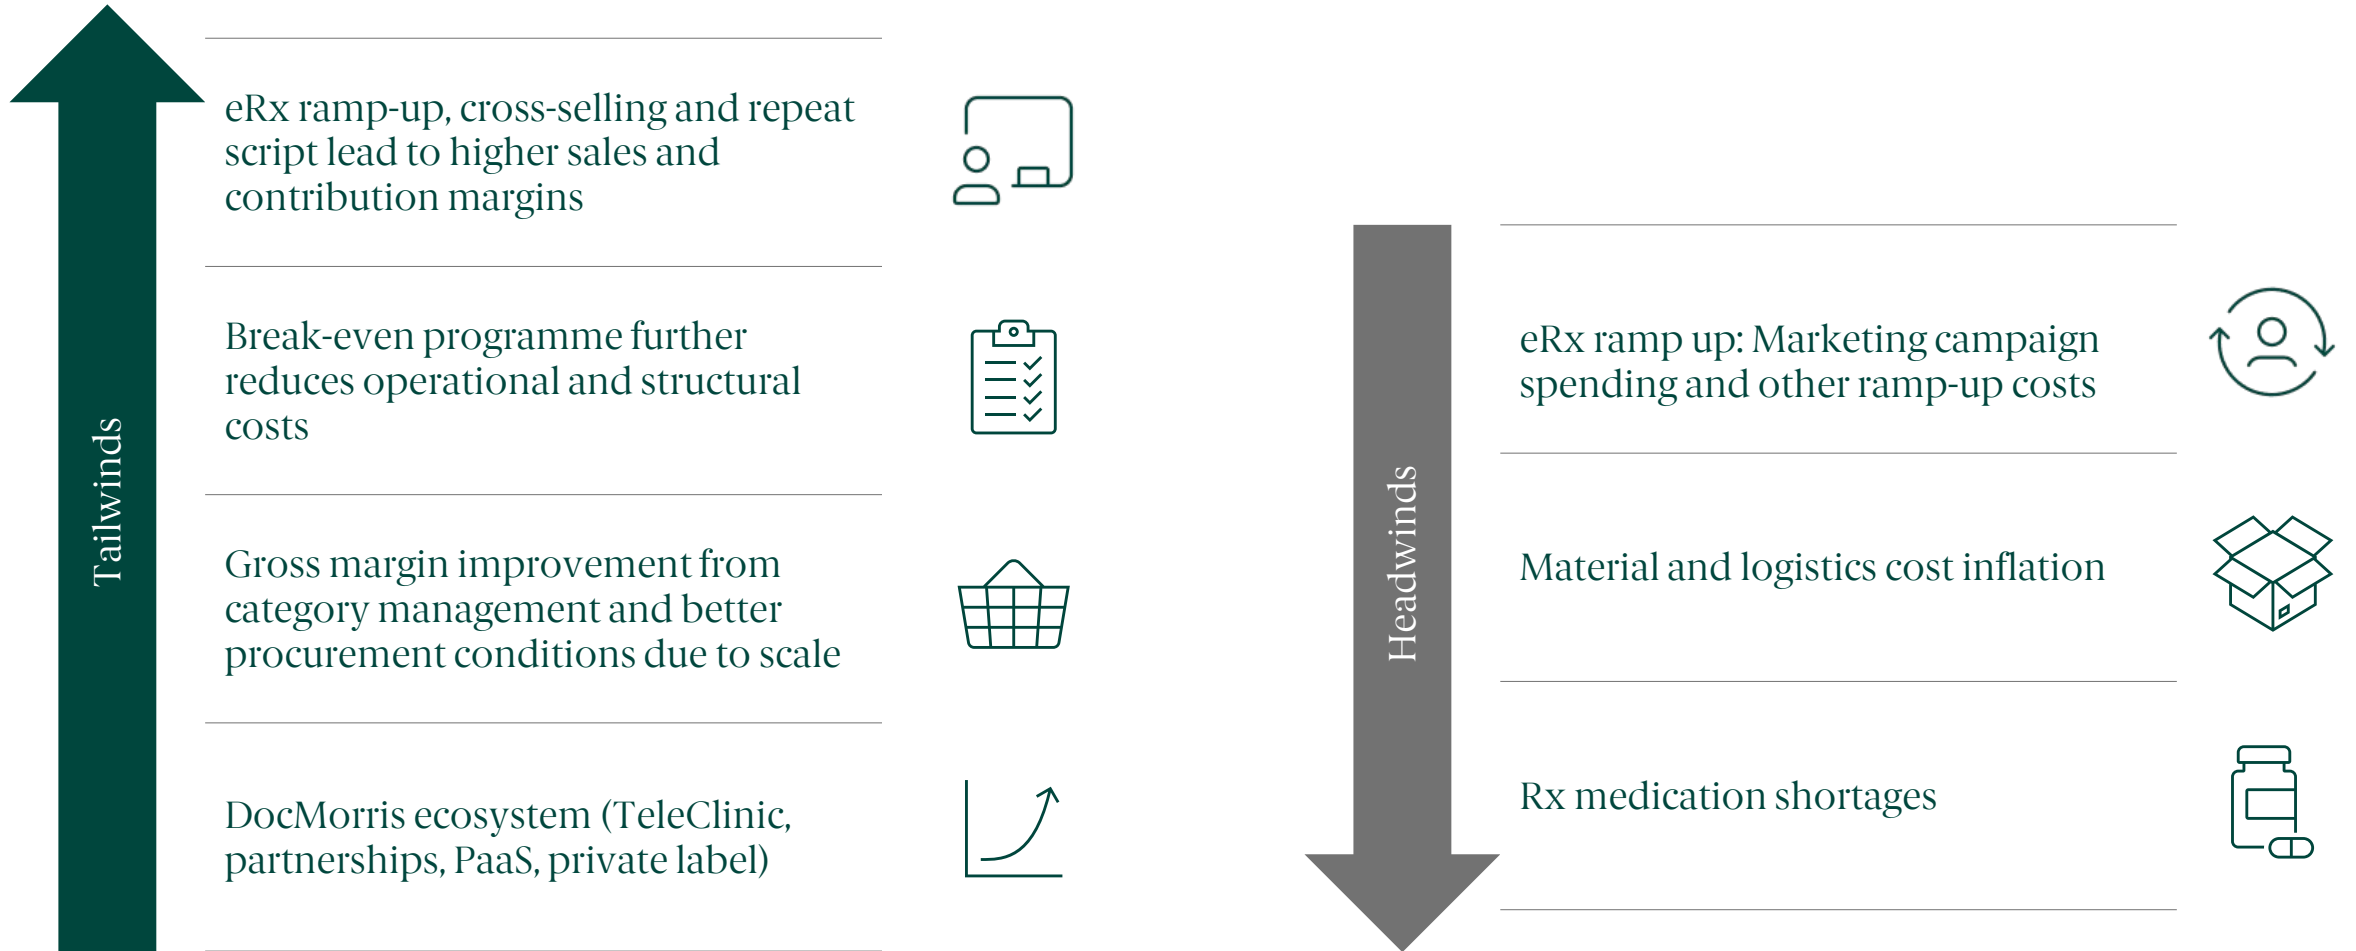 Tailwinds
eRx ramp-up, cross-selling and repeat
script lead to higher sales and
contribution margins
Break-even programme further
reduces operational and structural
costs
Gross margin improvement from
category management and better
procurement conditions due to scale
DocMorris ecosystem (TeleClinic,
partnerships, PaaS, private label)
Headwinds
eRx ramp up: Marketing campaign
spending and other ramp-up costs
Material and logistics cost inflation
Rx medication shortages